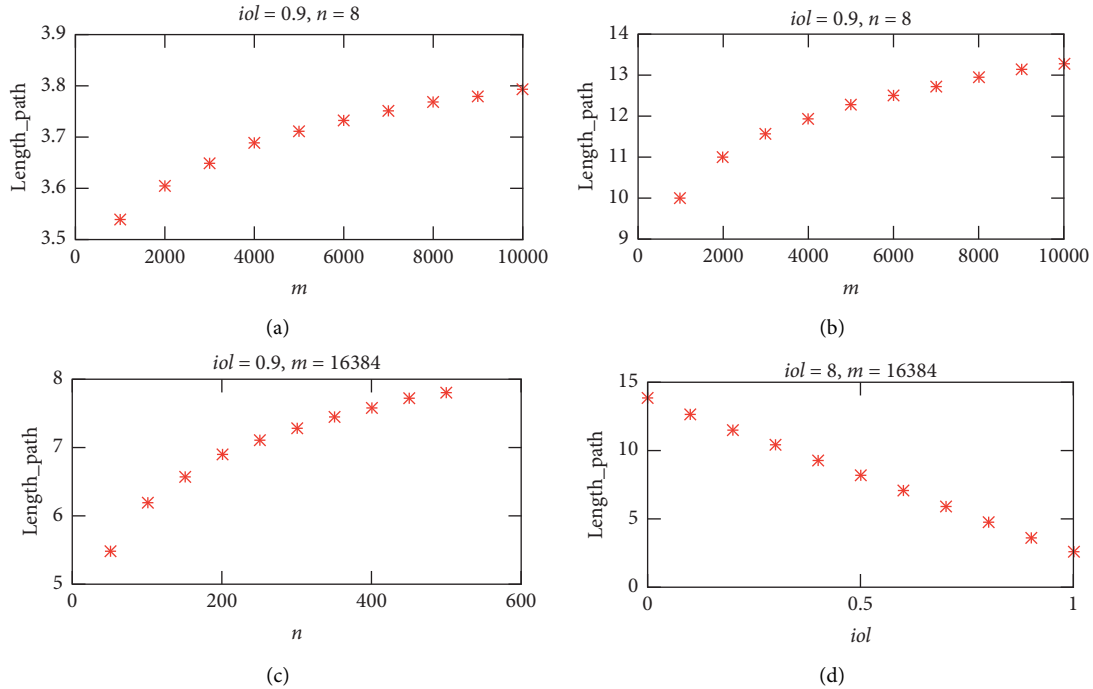 iol = 0.9, n = 8
3.9
3.8
3.7
3.6
3.5
Length_path
0 2000 4000 6000 8000 10000
m
(a)
iol = 0.9, n = 8
14
13
12
11
10
9
Length_path
0 2000 4000 6000 8000 10000
m
(b)
iol = 0.9, m = 16384
8
7
6
5
Length_path
0 200 400 600
n
(c)
iol = 8, m = 16384
15
10
5
0
Length_path
0 0.5 1
iol
(d)